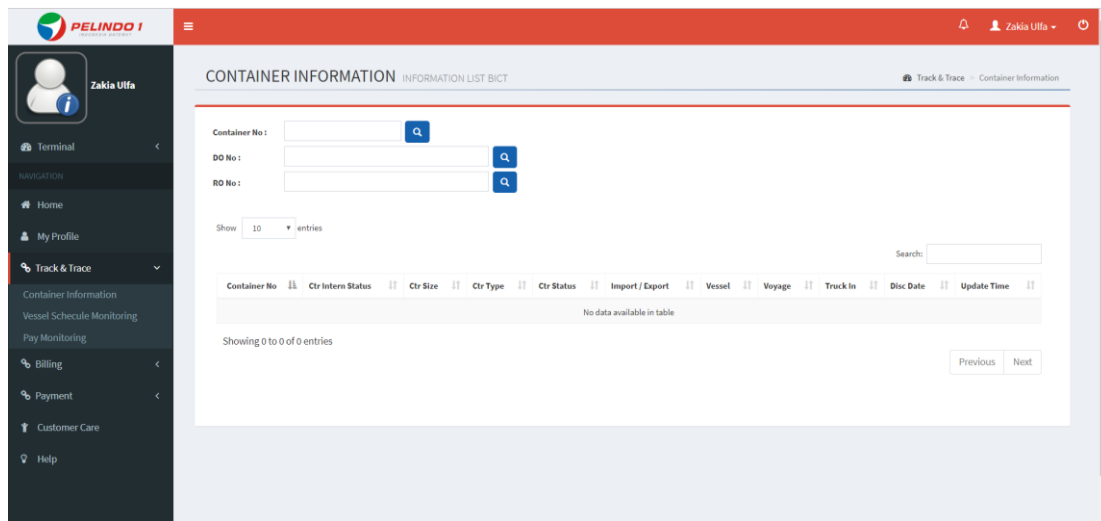 PELINDO 1
INDONESIA GATEWAY
Zakia Ulfa
Zakia Ulfa
Terminal
NAVIGATION
Home
My Profile
Track & Trace
Container Information
Vessel Schecule Monitoring
Pay Monitoring
Billing
Payment
Customer Care
Help
CONTAINER INFORMATION INFORMATION LIST BICT
Track & Trace Container Information
Container No :
DO No :
RO No :
Show 10 entries
Search:
Container No Ctr Intern Status Ctr Size Ctr Type Ctr Status Import / Export Vessel Voyage Truck In Disc Date Update Time
No data available in table
Showing 0 to 0 of 0 entries
Previous Next